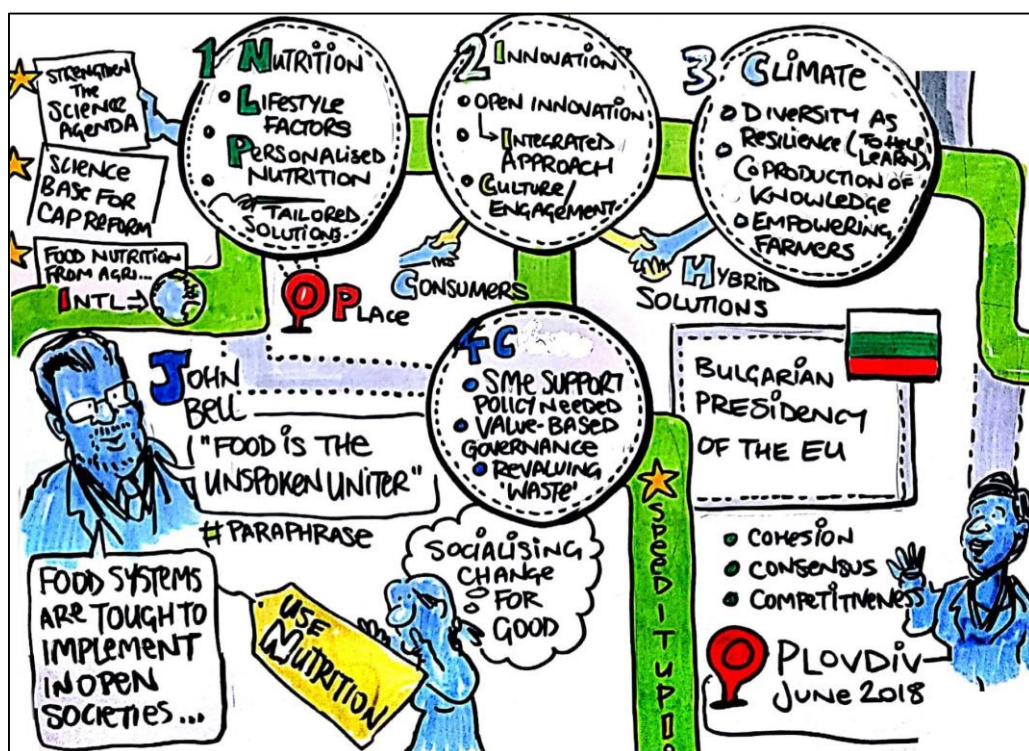 STRENGTHEN
THE
SCIENCE
AGENDA
SCIENCE
BASE FOR
CAP REFORM
FOOD NUTRITION
FROM AGRI...
INTL →
1 NUTRITION
LIFESTYLE
FACTORS
PERSONALISED
NUTRITION
TAILORED
SOLUTIONS
2 INNOVATION
OPEN INNOVATION
INTEGRATED
APPROACH
CULTURE/
ENGAGEMENT
3 CLIMATE
DIVERSITY AS
RESILIENCE (TO HELP
LEARN)
COPRODUCTION OF
KNOWLEDGE
EMPOWERING
FARMERS
PLACE
CONSUMERS
HYBRID
SOLUTIONS
4C
SME SUPPORT
POLICY NEEDED
VALUE-BASED
GOVERNANCE
REVALUING
'WASTE'
JOHN
BELL
"FOOD IS THE
UNSPOKEN UNITER"
#PARAPHRASE
FOOD SYSTEMS
ARE TOUGH TO
IMPLEMENT
IN OPEN
SOCIETIES...
USE
NUTRITION
SOCIALISING
CHANGE
FOR
GOOD
SPEED IT UP!
BULGARIAN
PRESIDENCY
OF THE EU
COHESION
CONSENSUS
COMPETITIVENESS
PLOVDIV
JUNE 2018